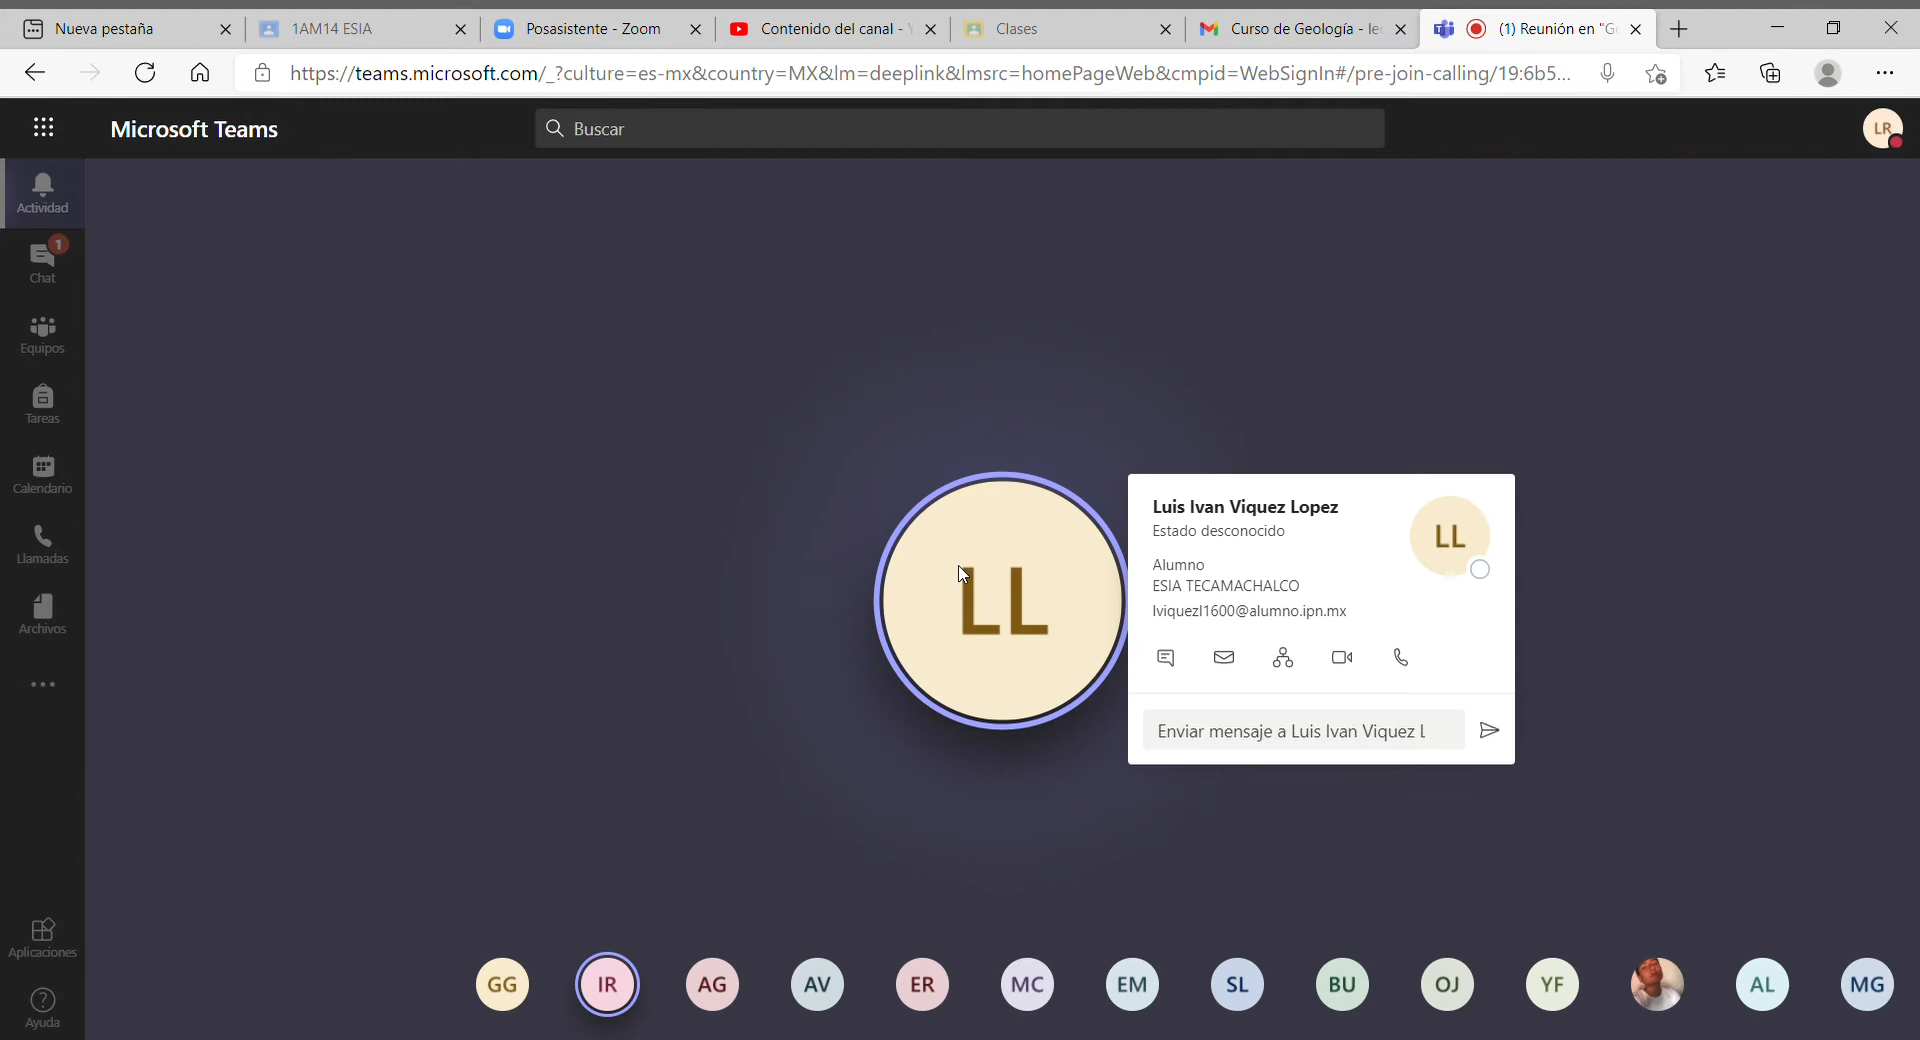 Nueva pestaña
1AM14 ESIA
Posasistente - Zoom
Contenido del canal -
Clases
Curso de Geología - lec
(1) Reunión en "Ge
https://teams.microsoft.com/_?culture=es-mx&country=MX&lm=deeplink&lmsrc=homePageWeb&cmpid=WebSignIn#/pre-join-calling/19:6b5...
Microsoft Teams
Buscar
LR
Actividad
1
Chat
Equipos
Tareas
Calendario
Llamadas
Archivos
Aplicaciones
Ayuda
LL
Luis Ivan Viquez Lopez
Estado desconocido
LL
Alumno
ESIA TECAMACHALCO
lviquezl1600@alumno.ipn.mx
Enviar mensaje a Luis Ivan Viquez L
GG IR AG AV ER MC EM SL BU OJ YF AL MG